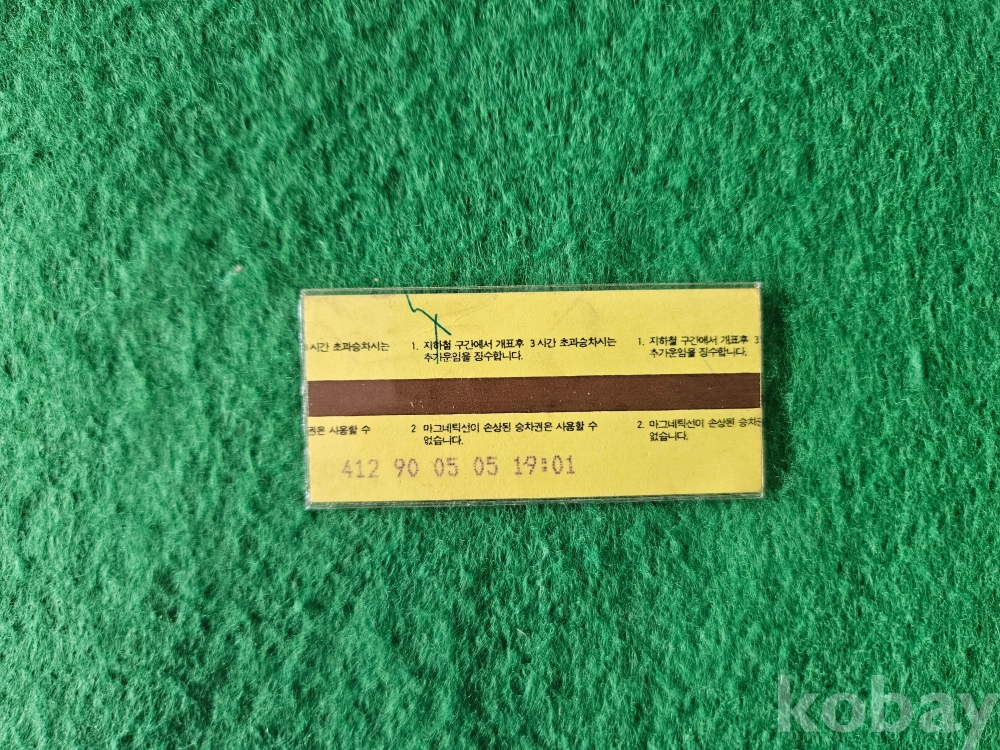 시간 초과승차시는 1. 지하철 구간에서 개표후 3시간 초과승차시는 1. 지하철 구간에서 개표후 3
추가운임을 징수합니다. 추가운임을 징수합니다.
권은 사용할 수 2 마그네틱선이 손상된 승차권은 사용할 수 2. 마그네틱선이 손상된 승차권
없습니다. 없습니다.
412 90 05 05 19:01
kobay